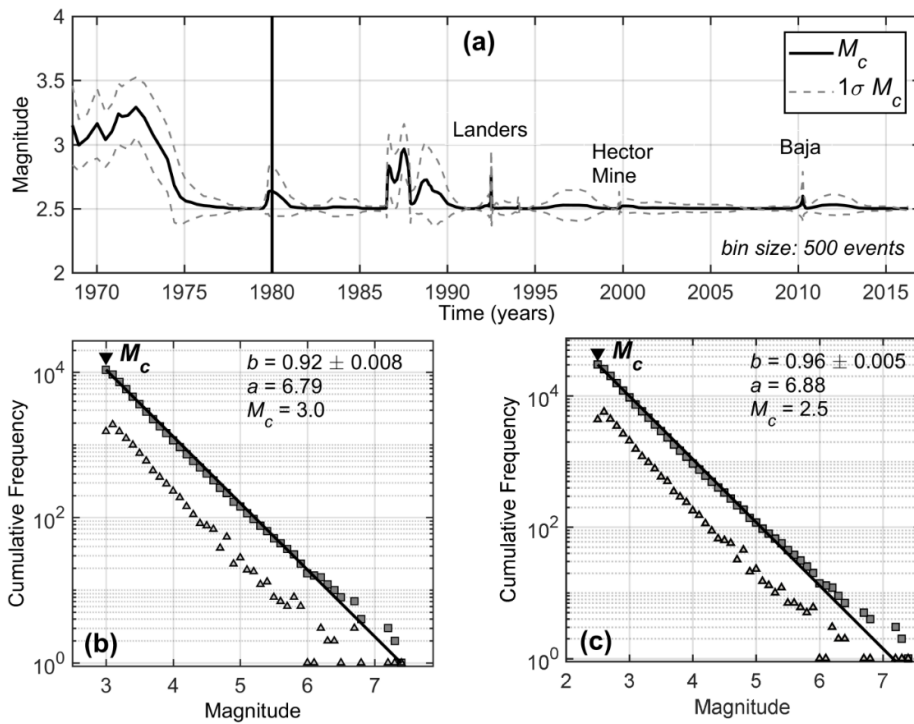 (a)
4
3.5
3
2.5
2
Magnitude
M_c
1σ M_c
Landers
Hector
Mine
Baja
bin size: 500 events
1970 1975 1980 1985 1990 1995 2000 2005 2010 2015
Time (years)
M_c
b = 0.92 ± 0.008
a = 6.79
M_c = 3.0
10^4
10^3
10^2
10^1
10^0
Cumulative Frequency
(b)
3 4 5 6 7
Magnitude
M_c
b = 0.96 ± 0.005
a = 6.88
M_c = 2.5
10^4
10^2
10^0
Cumulative Frequency
(c)
2 3 4 5 6 7
Magnitude